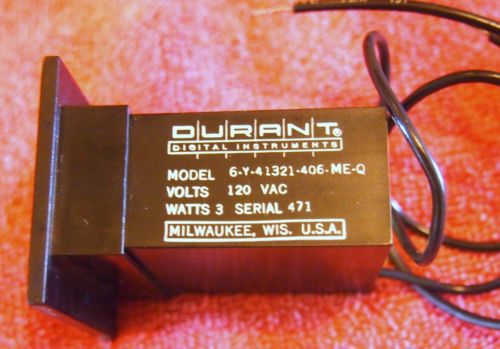 DURANT®
DIGITAL INSTRUMENTS
MODEL 6-Y-41321-406-ME-Q
VOLTS 120 VAC
WATTS 3 SERIAL 471
MILWAUKEE, WIS. U.S.A.